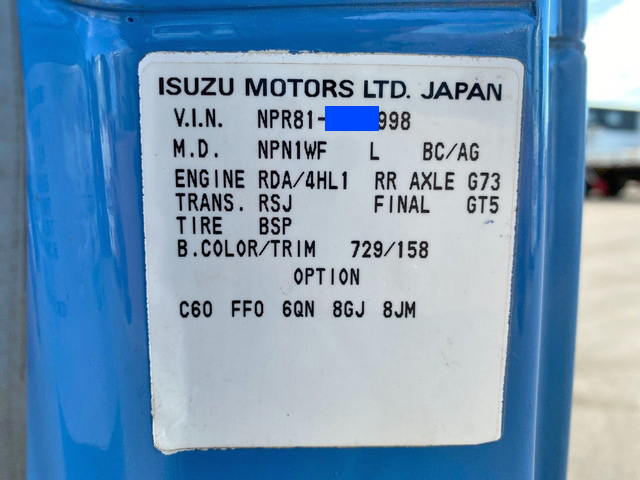 ISUZU MOTORS LTD. JAPAN
V.I.N. NPR81- 998
M.D. NPN1WF L BC/AG
ENGINE RDA/4HL1 RR AXLE G73
TRANS. RSJ FINAL GT5
TIRE BSP
B.COLOR/TRIM 729/158
OPTION
C60 FF0 6QN 8GJ 8JM